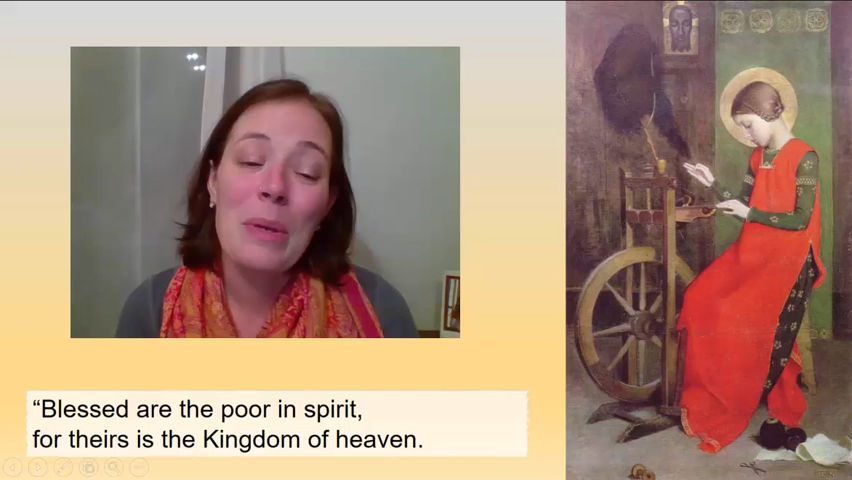 “Blessed are the poor in spirit,
for theirs is the Kingdom of heaven.